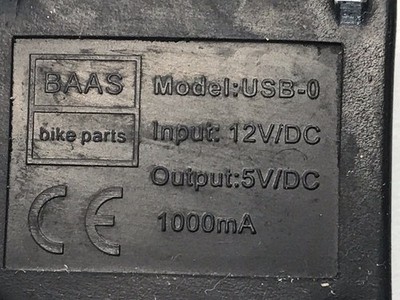 BAAS
bike parts
CE
Model:USB-0
Input: 12V/DC
Output:5V/DC
1000mA